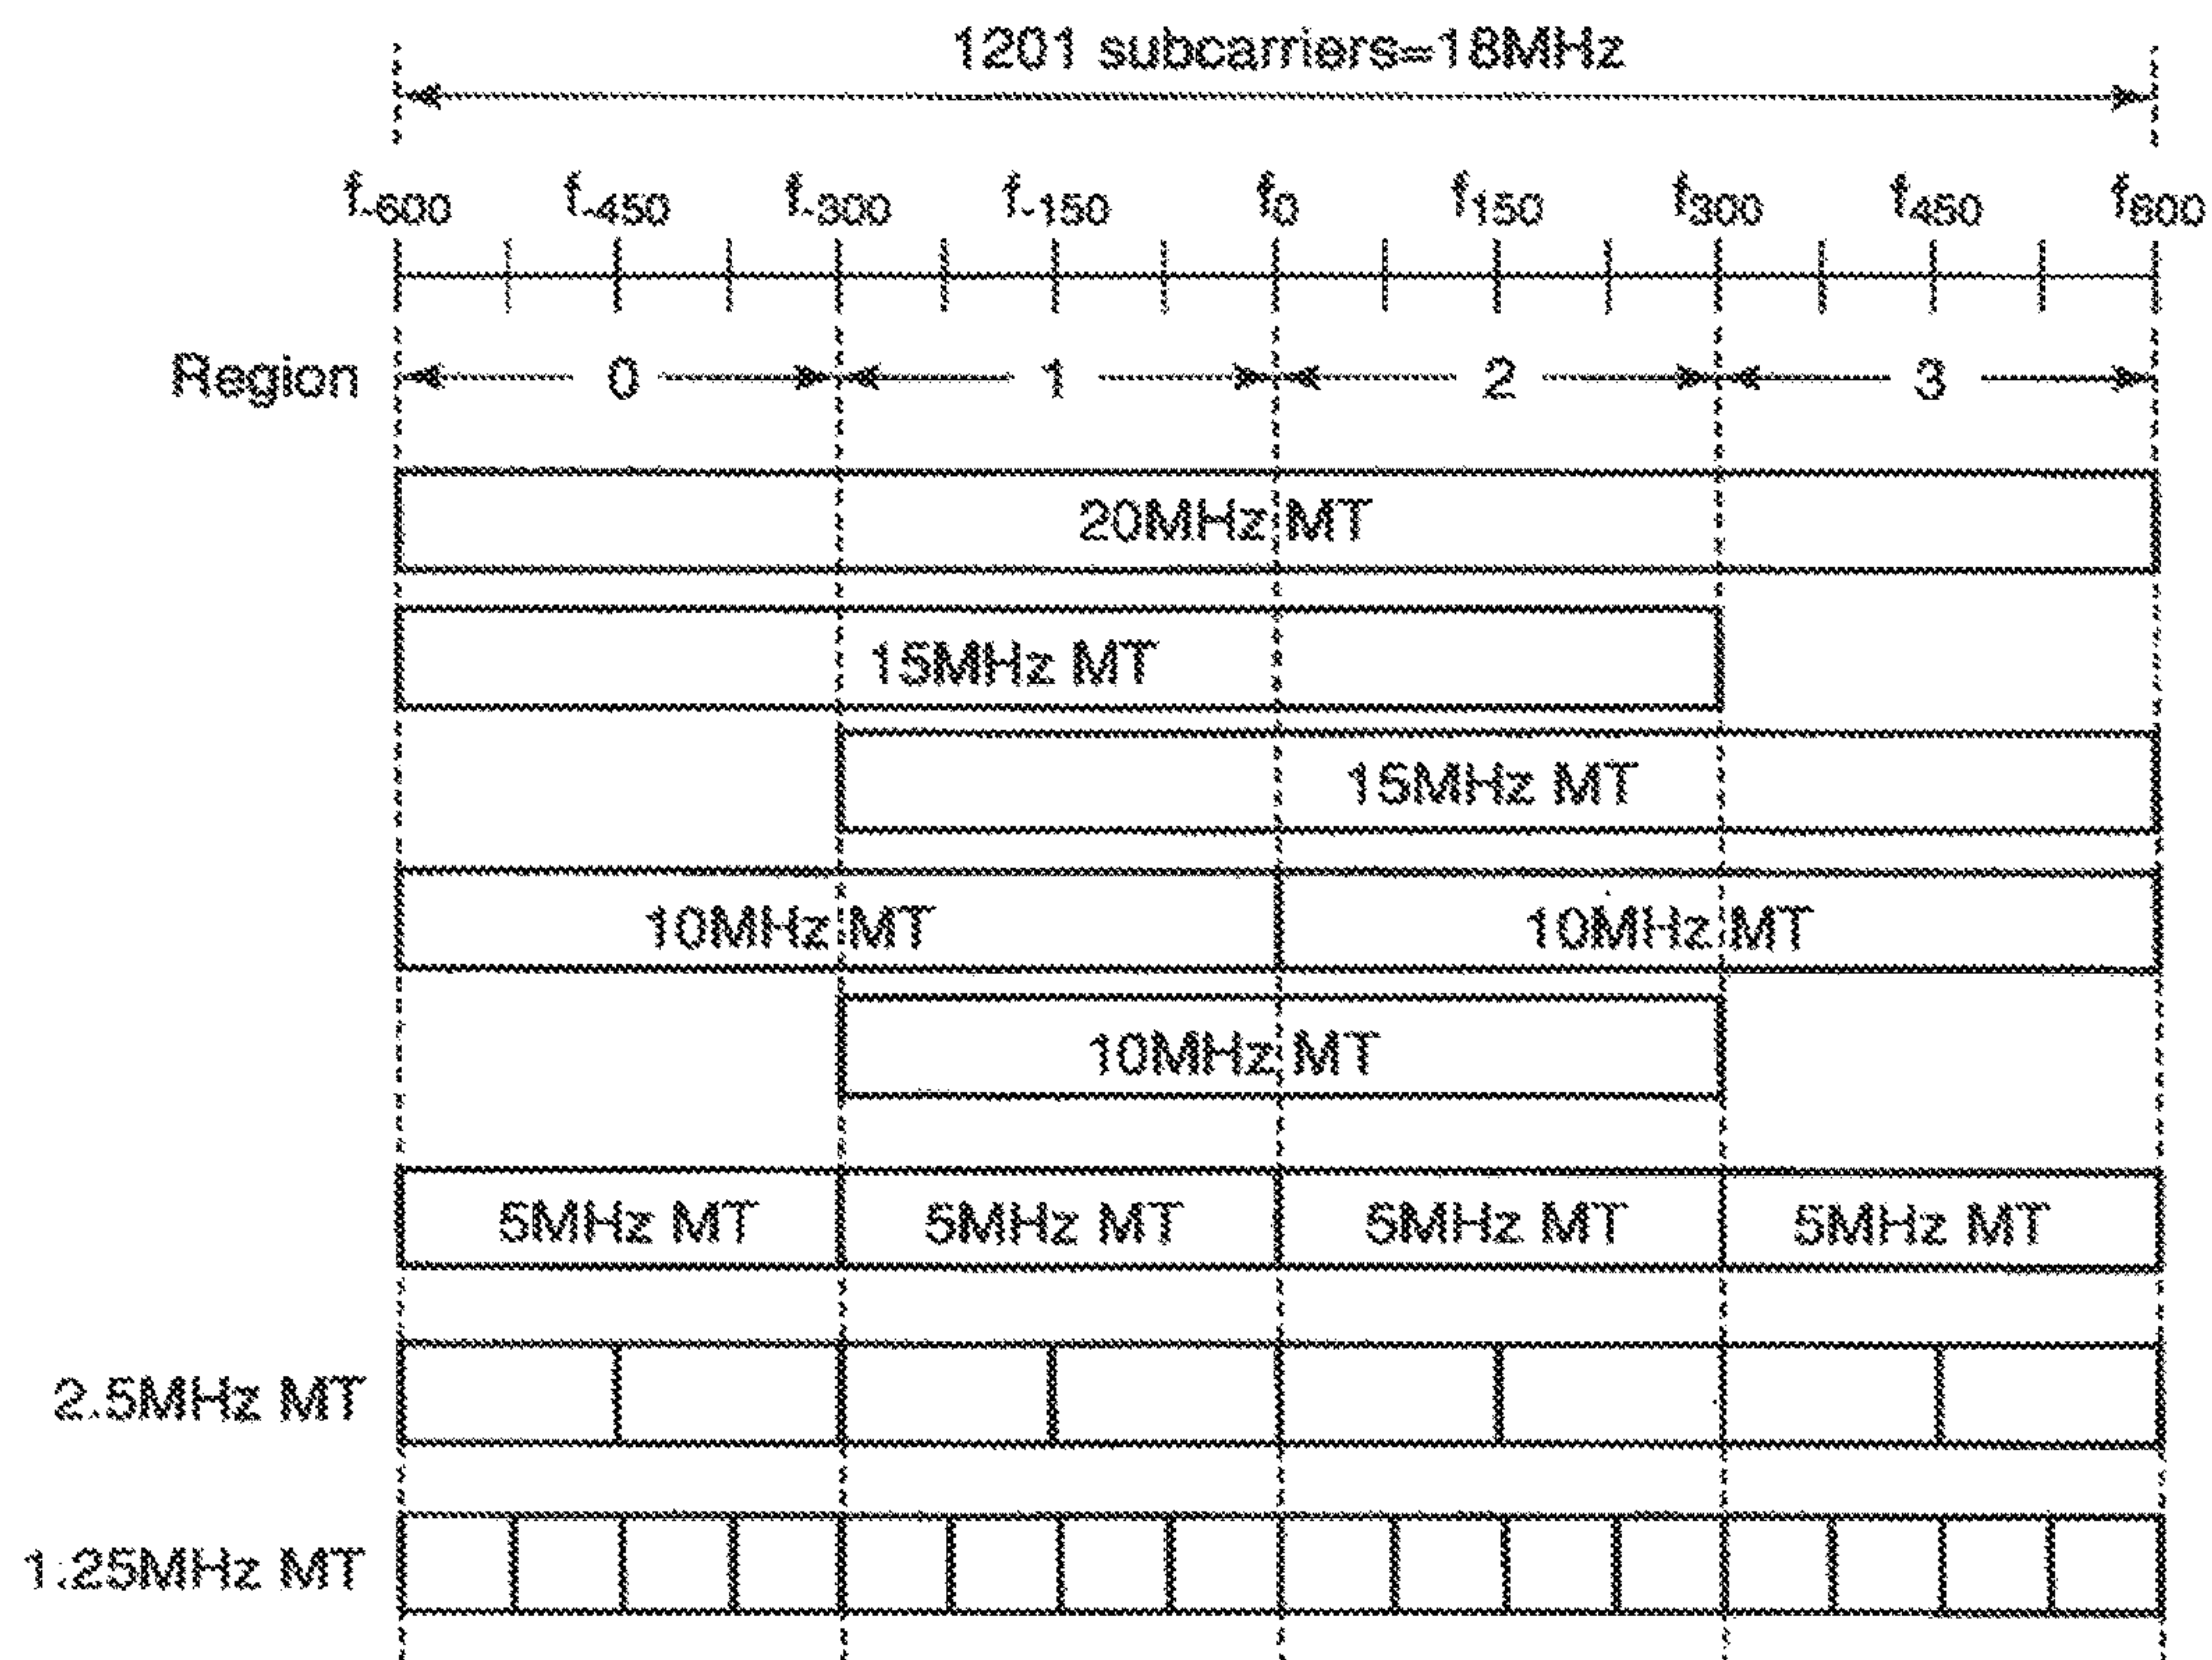 1201 subcarriers=18MHz
f-600 f-450 f-300 f-150 f0 f150 f300 f450 f600
Region 0 1 2 3
20MHz MT
15MHz MT
15MHz MT
10MHz MT 10MHz MT
10MHz MT
5MHz MT 5MHz MT 5MHz MT 5MHz MT
2.5MHz MT
1.25MHz MT